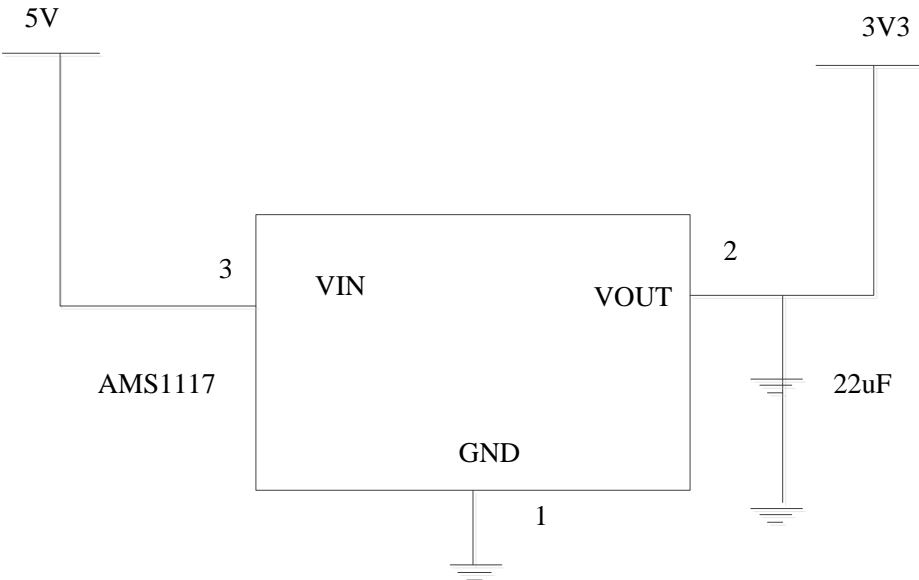 5V
3V3
3
2
VIN
VOUT
AMS1117
22uF
GND
1